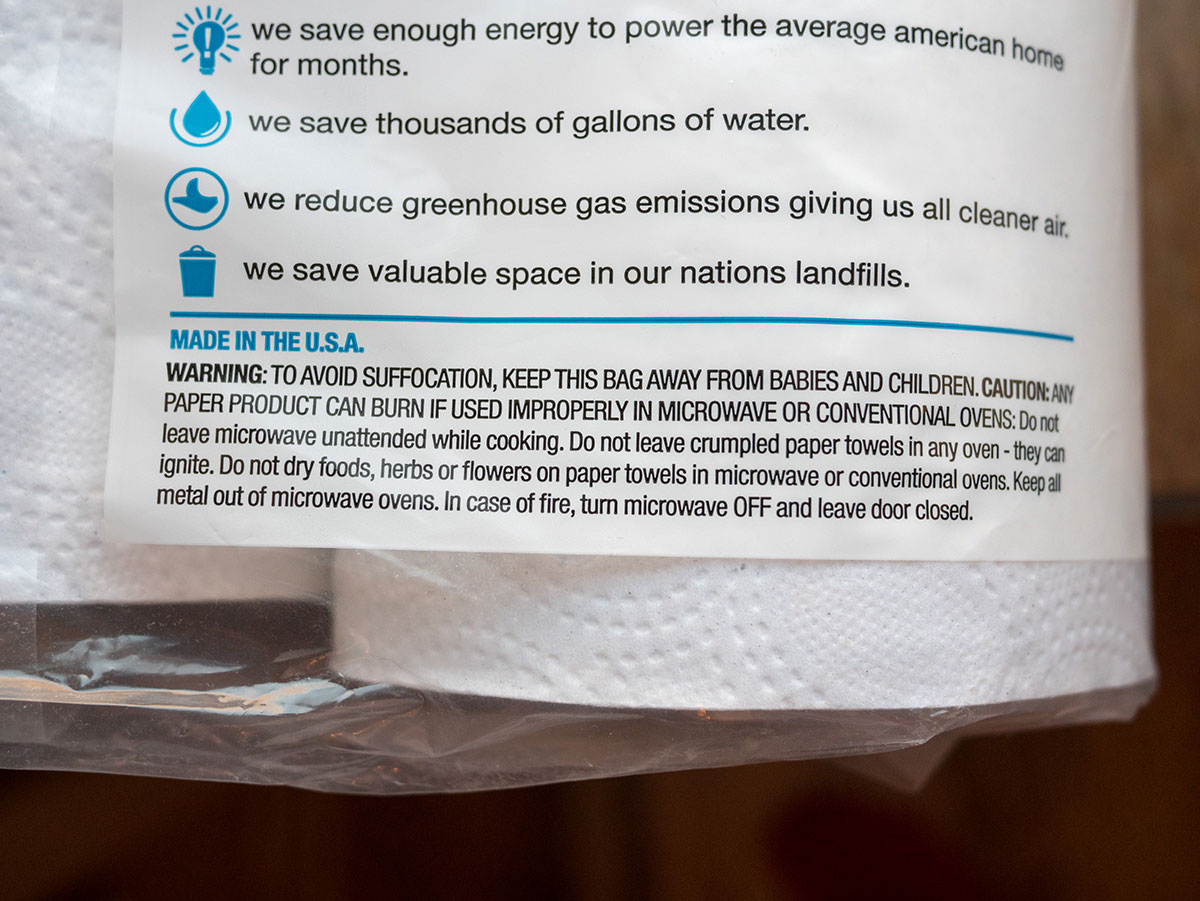 we save enough energy to power the average american home
for months.
we save thousands of gallons of water.
we reduce greenhouse gas emissions giving us all cleaner air.
we save valuable space in our nations landfills.
MADE IN THE U.S.A.
WARNING: TO AVOID SUFFOCATION, KEEP THIS BAG AWAY FROM BABIES AND CHILDREN. CAUTION: ANY
PAPER PRODUCT CAN BURN IF USED IMPROPERLY IN MICROWAVE OR CONVENTIONAL OVENS: Do not
leave microwave unattended while cooking. Do not leave crumpled paper towels in any oven - they can
ignite. Do not dry foods, herbs or flowers on paper towels in microwave or conventional ovens. Keep all
metal out of microwave ovens. In case of fire, turn microwave OFF and leave door closed.